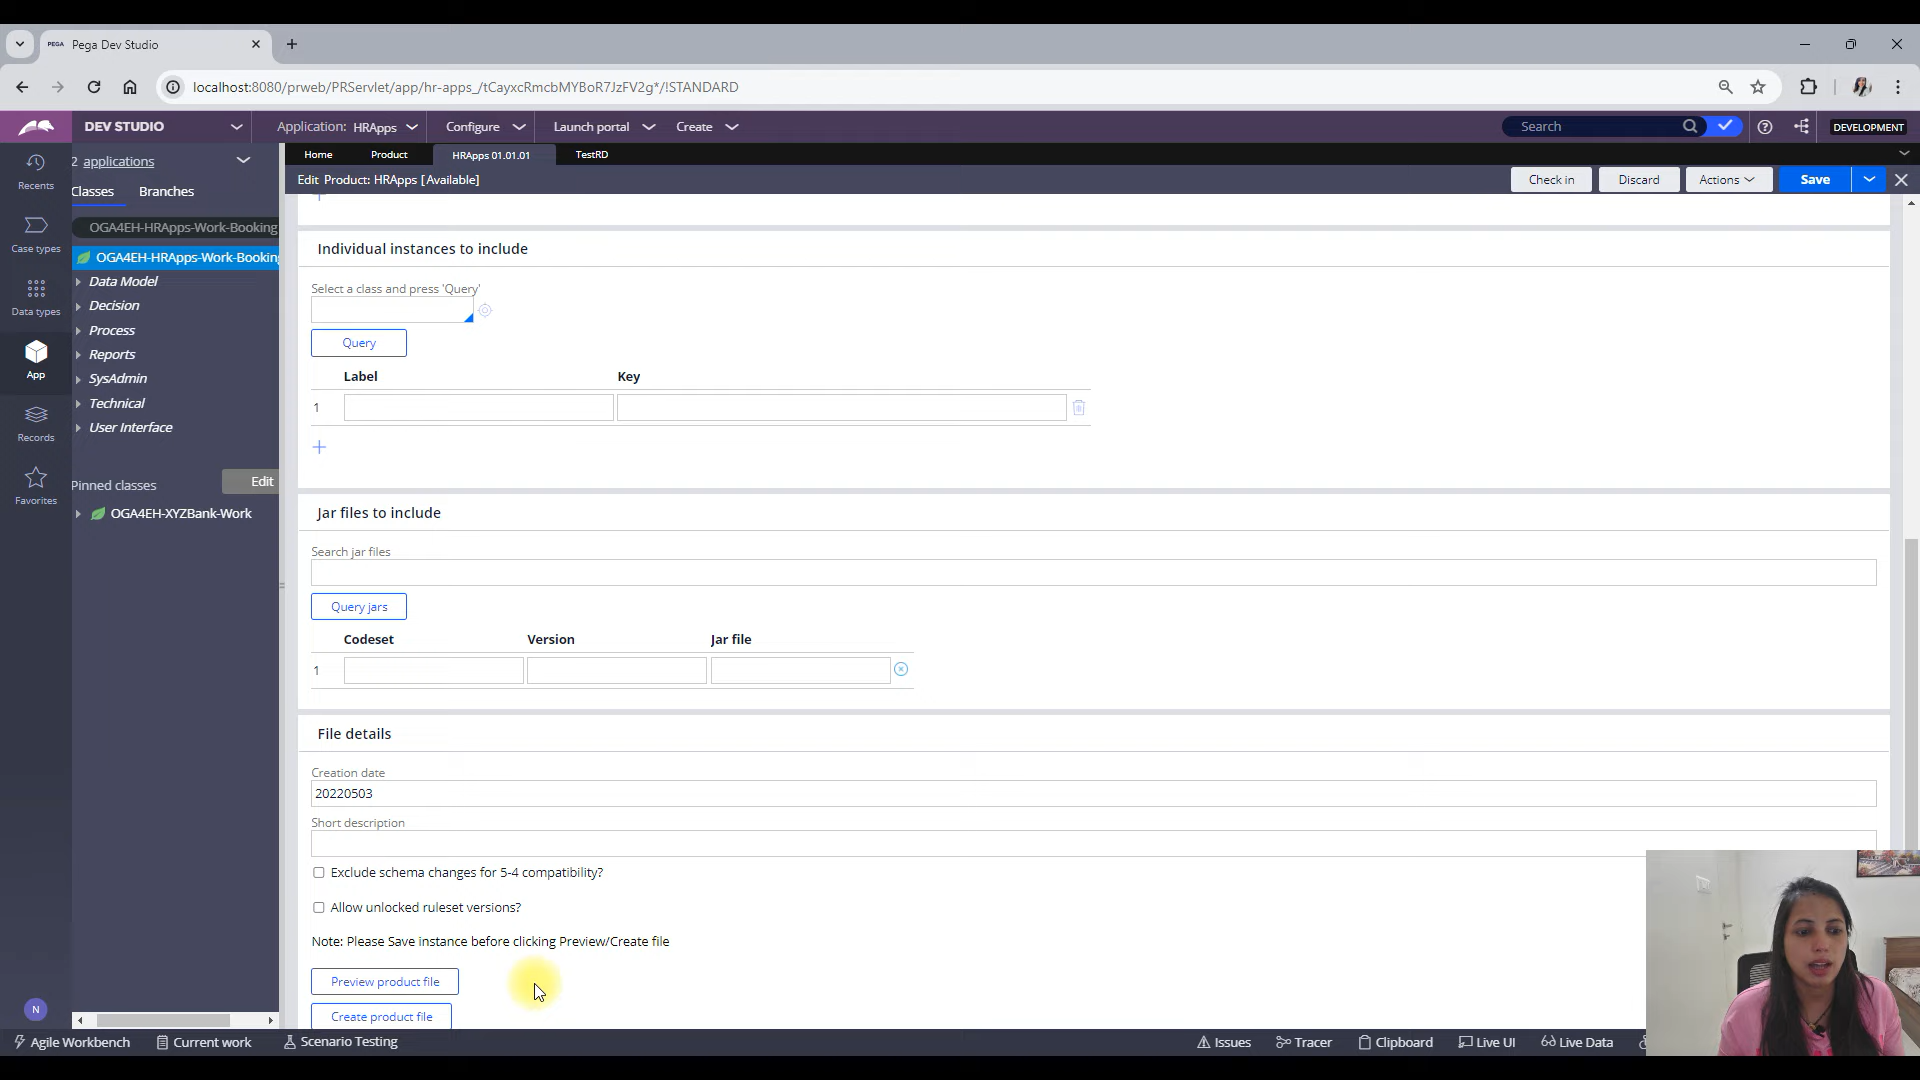 PEGA Pega Dev Studio
localhost:8080/prweb/PRServlet/app/hr-apps_/tCayxcRmcbMYBoR7JzFV2g*/!STANDARD
DEV STUDIO
Application: HRApps
Configure
Launch portal
Create
Search
DEVELOPMENT
Recents
Case types
Data types
App
Records
Favorites
N
2 applications
Classes
Branches
OGA4EH-HRApps-Work-Booking
OGA4EH-HRApps-Work-Booking
Data Model
Decision
Process
Reports
SysAdmin
Technical
User Interface
Pinned classes
Edit
OGA4EH-XYZBank-Work
Home
Product
HRApps 01.01.01
TestRD
Edit Product: HRApps [Available]
Check in
Discard
Actions
Save
Individual instances to include
Select a class and press 'Query'
Query
Label Key
1
Jar files to include
Search jar files
Query jars
Codeset Version Jar file
1
File details
Creation date
20220503
Short description
Exclude schema changes for 5-4 compatibility?
Allow unlocked ruleset versions?
Note: Please Save instance before clicking Preview/Create file
Preview product file
Create product file
Agile Workbench
Current work
Scenario Testing
Issues
Tracer
Clipboard
Live UI
Live Data